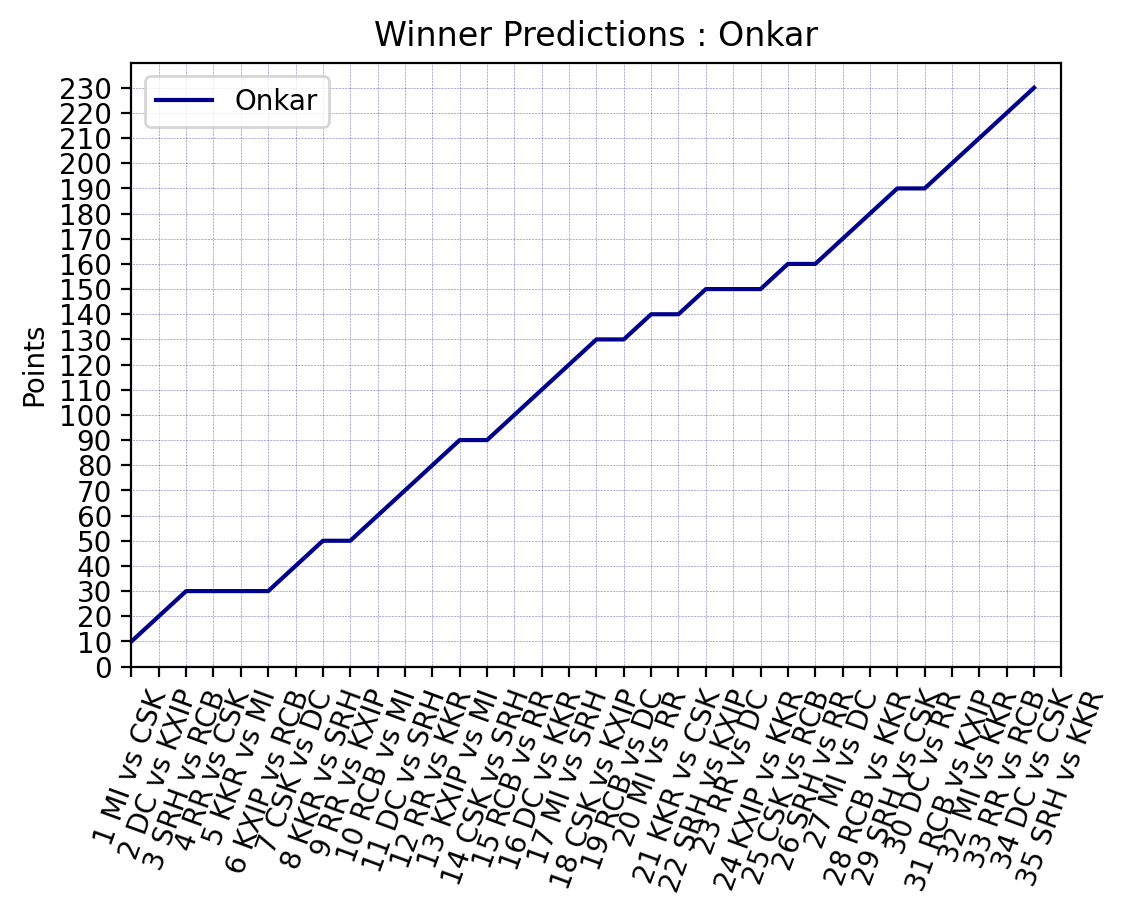 Winner Predictions : Onkar
Onkar
Points
230
220
210
200
190
180
170
160
150
140
130
120
110
100
90
80
70
60
50
40
30
20
10
0
1 MI vs CSK
2 DC vs KXIP
3 SRH vs RCB
4 RR vs CSK
5 KKR vs MI
6 KXIP vs RCB
7 CSK vs DC
8 KKR vs SRH
9 RR vs KXIP
10 RCB vs MI
11 DC vs SRH
12 RR vs KKR
13 KXIP vs MI
14 CSK vs SRH
15 RCB vs RR
16 DC vs KKR
17 MI vs SRH
18 CSK vs KXIP
19 RCB vs DC
20 MI vs RR
21 KKR vs CSK
22 SRH vs KXIP
23 RR vs DC
24 KXIP vs KKR
25 CSK vs RCB
26 SRH vs RR
27 MI vs DC
28 RCB vs KKR
29 SRH vs CSK
30 DC vs RR
31 RCB vs KXIP
32 MI vs KKR
33 RR vs RCB
34 DC vs CSK
35 SRH vs KKR